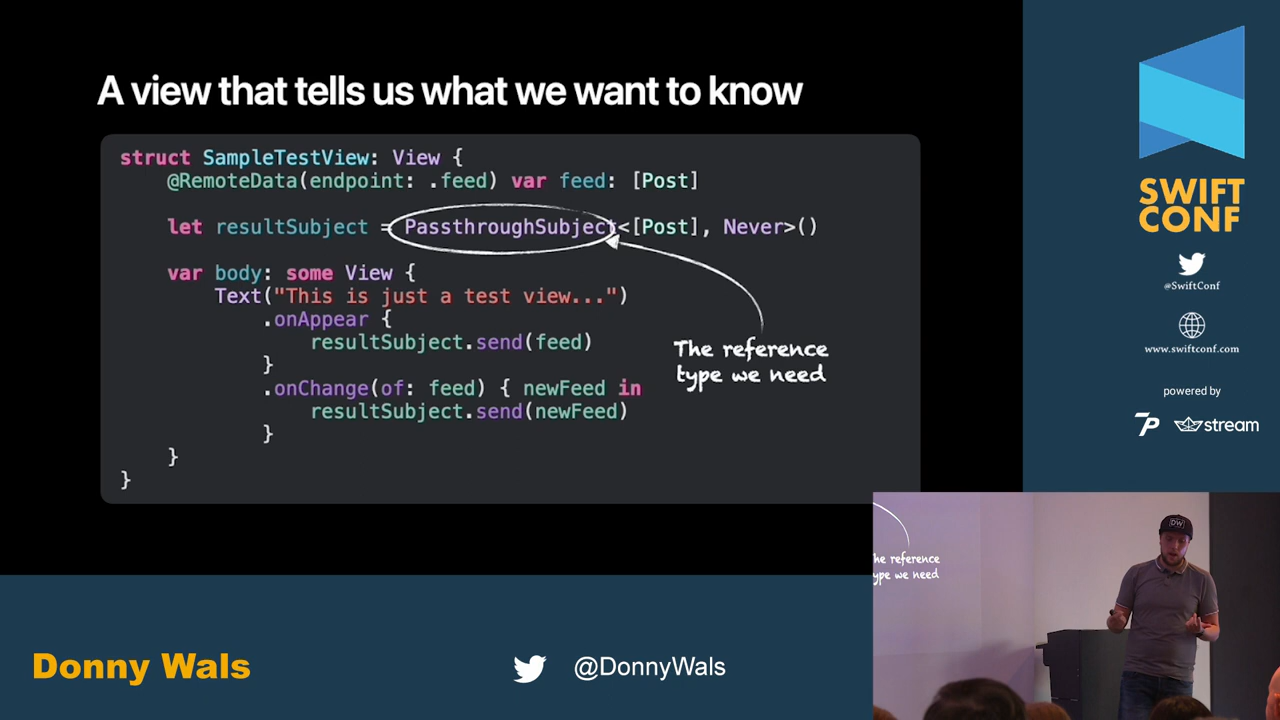 A view that tells us what we want to know
struct SampleTestView: View {
@RemoteData(endpoint: .feed) var feed: [Post]
let resultSubject = PassthroughSubject<[Post], Never>()
var body: some View {
Text("This is just a test view...")
.onAppear {
resultSubject.send(feed)
}
.onChange(of: feed) { newFeed in
resultSubject.send(newFeed)
}
}
}
The reference
type we need
SWIFT
CONF
@SwiftConf
www.swiftconf.com
powered by
stream
Donny Wals
@DonnyWals
DW
the reference
type we need